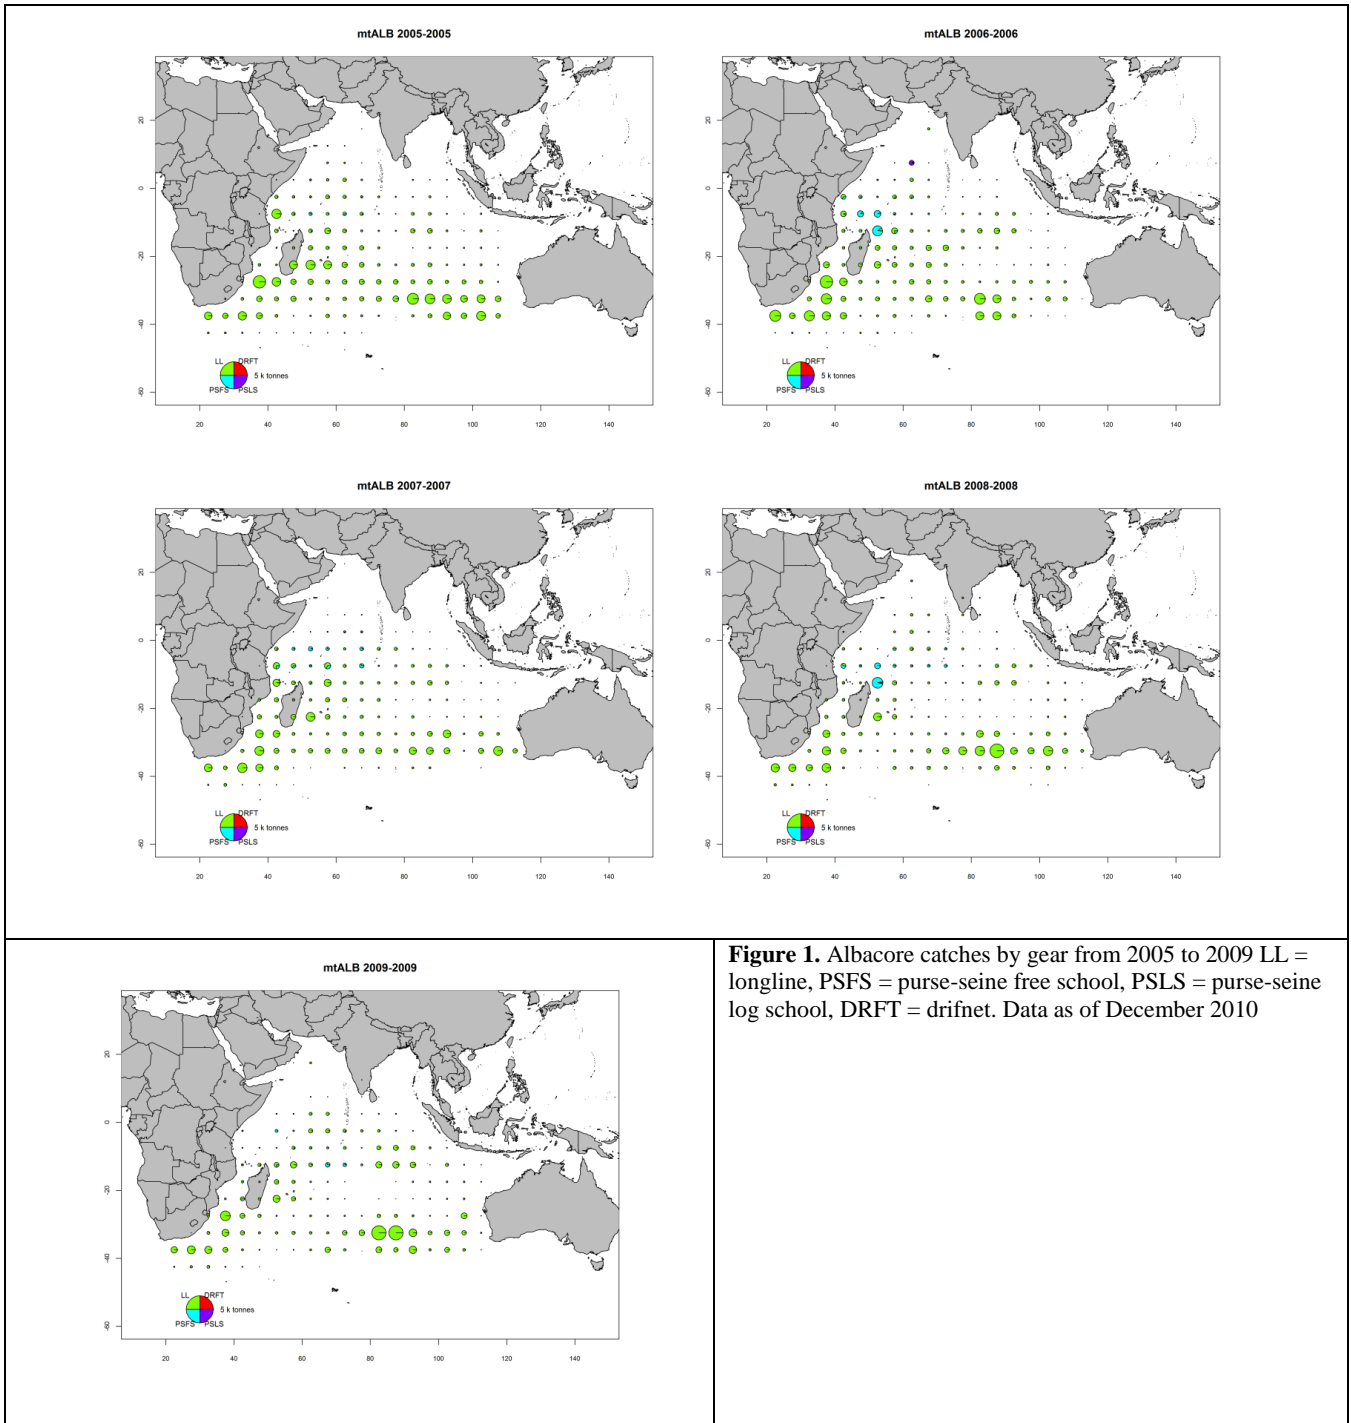 mtALB 2005-2005
20
0
-20
-40
-60
LL DRFT
5 k tonnes
PSFS PSLS
20 40 60 80 100 120 140
mtALB 2006-2006
20
0
-20
-40
-60
LL DRFT
5 k tonnes
PSFS PSLS
20 40 60 80 100 120 140
mtALB 2007-2007
20
0
-20
-40
-60
LL DRFT
5 k tonnes
PSFS PSLS
20 40 60 80 100 120 140
mtALB 2008-2008
20
0
-20
-40
-60
LL DRFT
5 k tonnes
PSFS PSLS
20 40 60 80 100 120 140
mtALB 2009-2009
20
0
-20
-40
-60
LL DRFT
5 k tonnes
PSFS PSLS
20 40 60 80 100 120 140
Figure 1. Albacore catches by gear from 2005 to 2009 LL =
longline, PSFS = purse-seine free school, PSLS = purse-seine
log school, DRFT = drifnet. Data as of December 2010